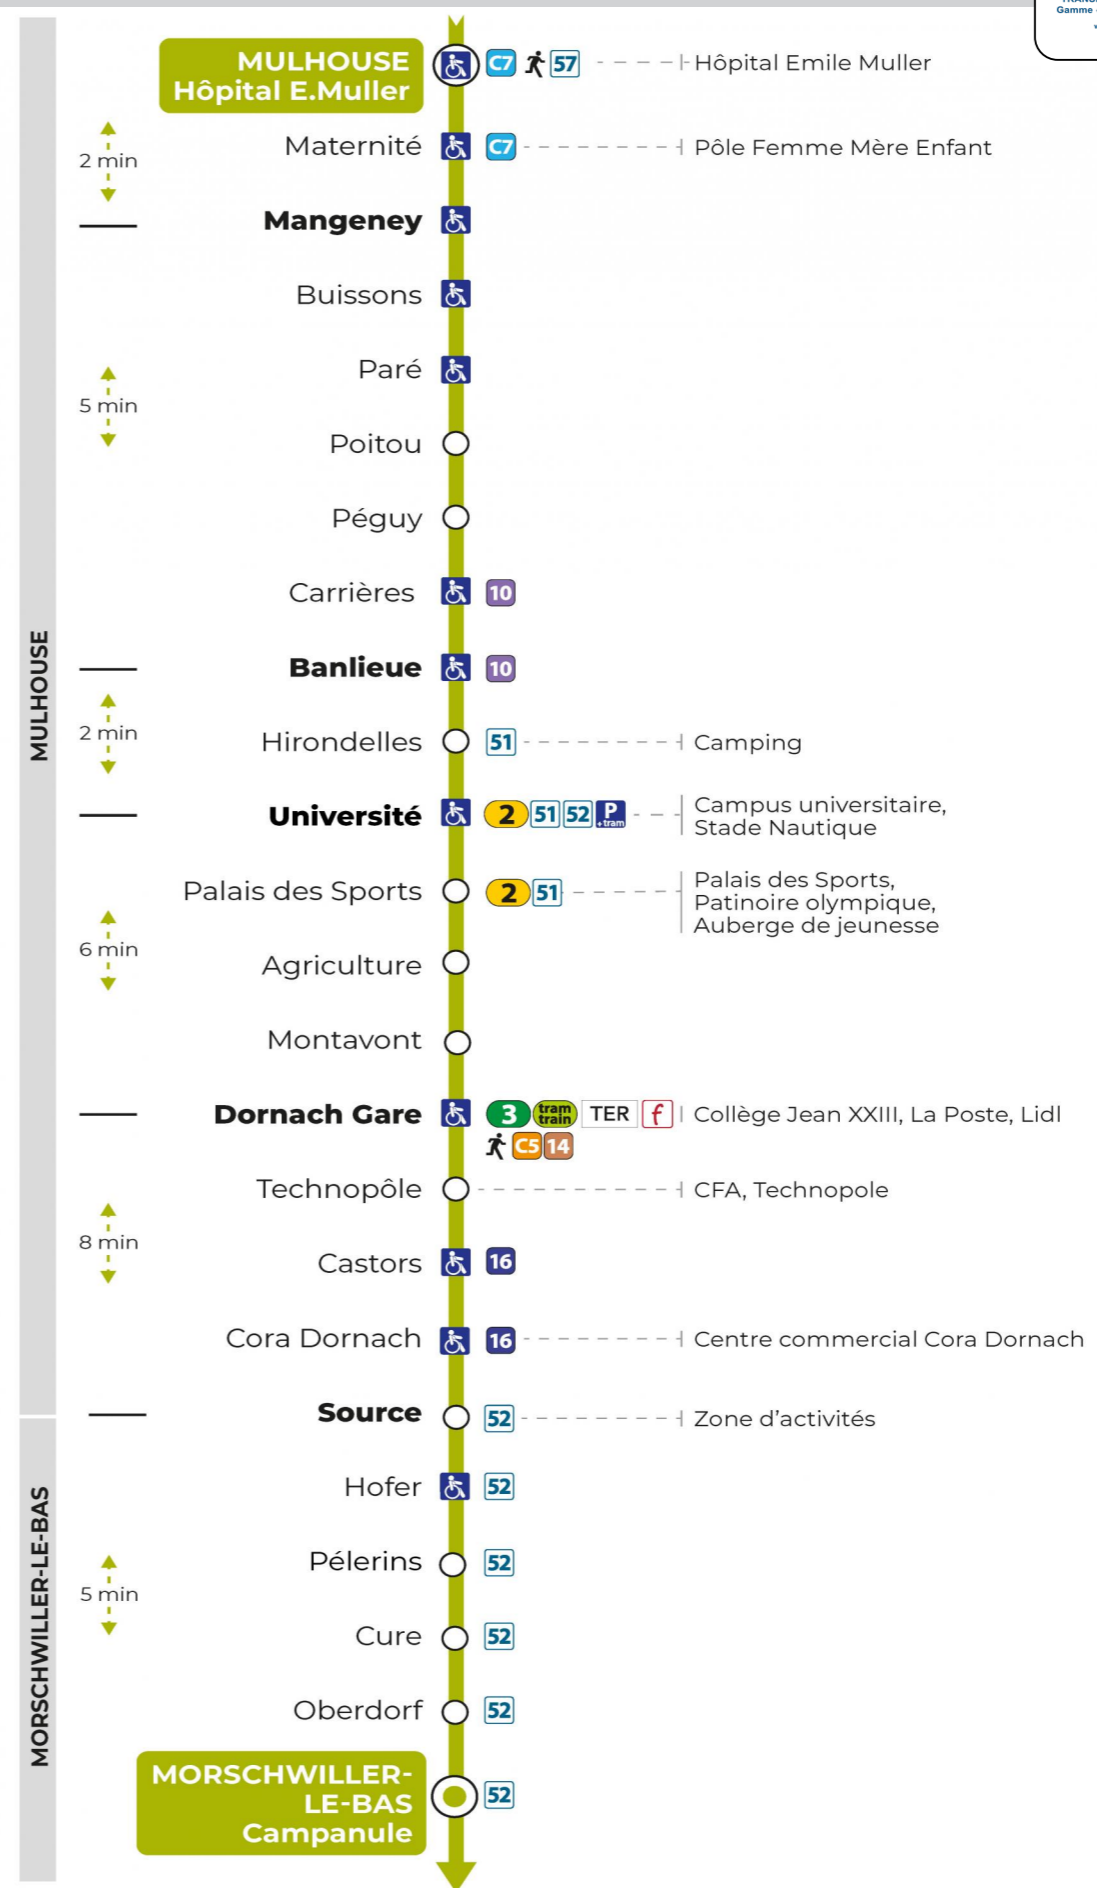 Gamme
MULHOUSE
Hôpital E.Muller
C7 57 Hôpital Emile Muller
Maternité C7 Pôle Femme Mère Enfant
2 min
Mangeney
Buissons
Paré
5 min
Poitou
Péguy
Carrières 10
Banlieue 10
MULHOUSE
2 min
Hirondelles 51 Camping
Université 2 51 52 P +tram Campus universitaire,
Stade Nautique
Palais des Sports 2 51 Palais des Sports,
Patinoire olympique,
Auberge de jeunesse
6 min
Agriculture
Montavont
Dornach Gare 3 tram train TER f Collège Jean XXIII, La Poste, Lidl
C5 14
Technopôle CFA, Technopole
8 min
Castors 16
Cora Dornach 16 Centre commercial Cora Dornach
Source 52 Zone d'activités
Hofer 52
MORSCHWILLER-LE-BAS
Pélerins 52
5 min
Cure 52
Oberdorf 52
MORSCHWILLER-
LE-BAS
Campanule
52